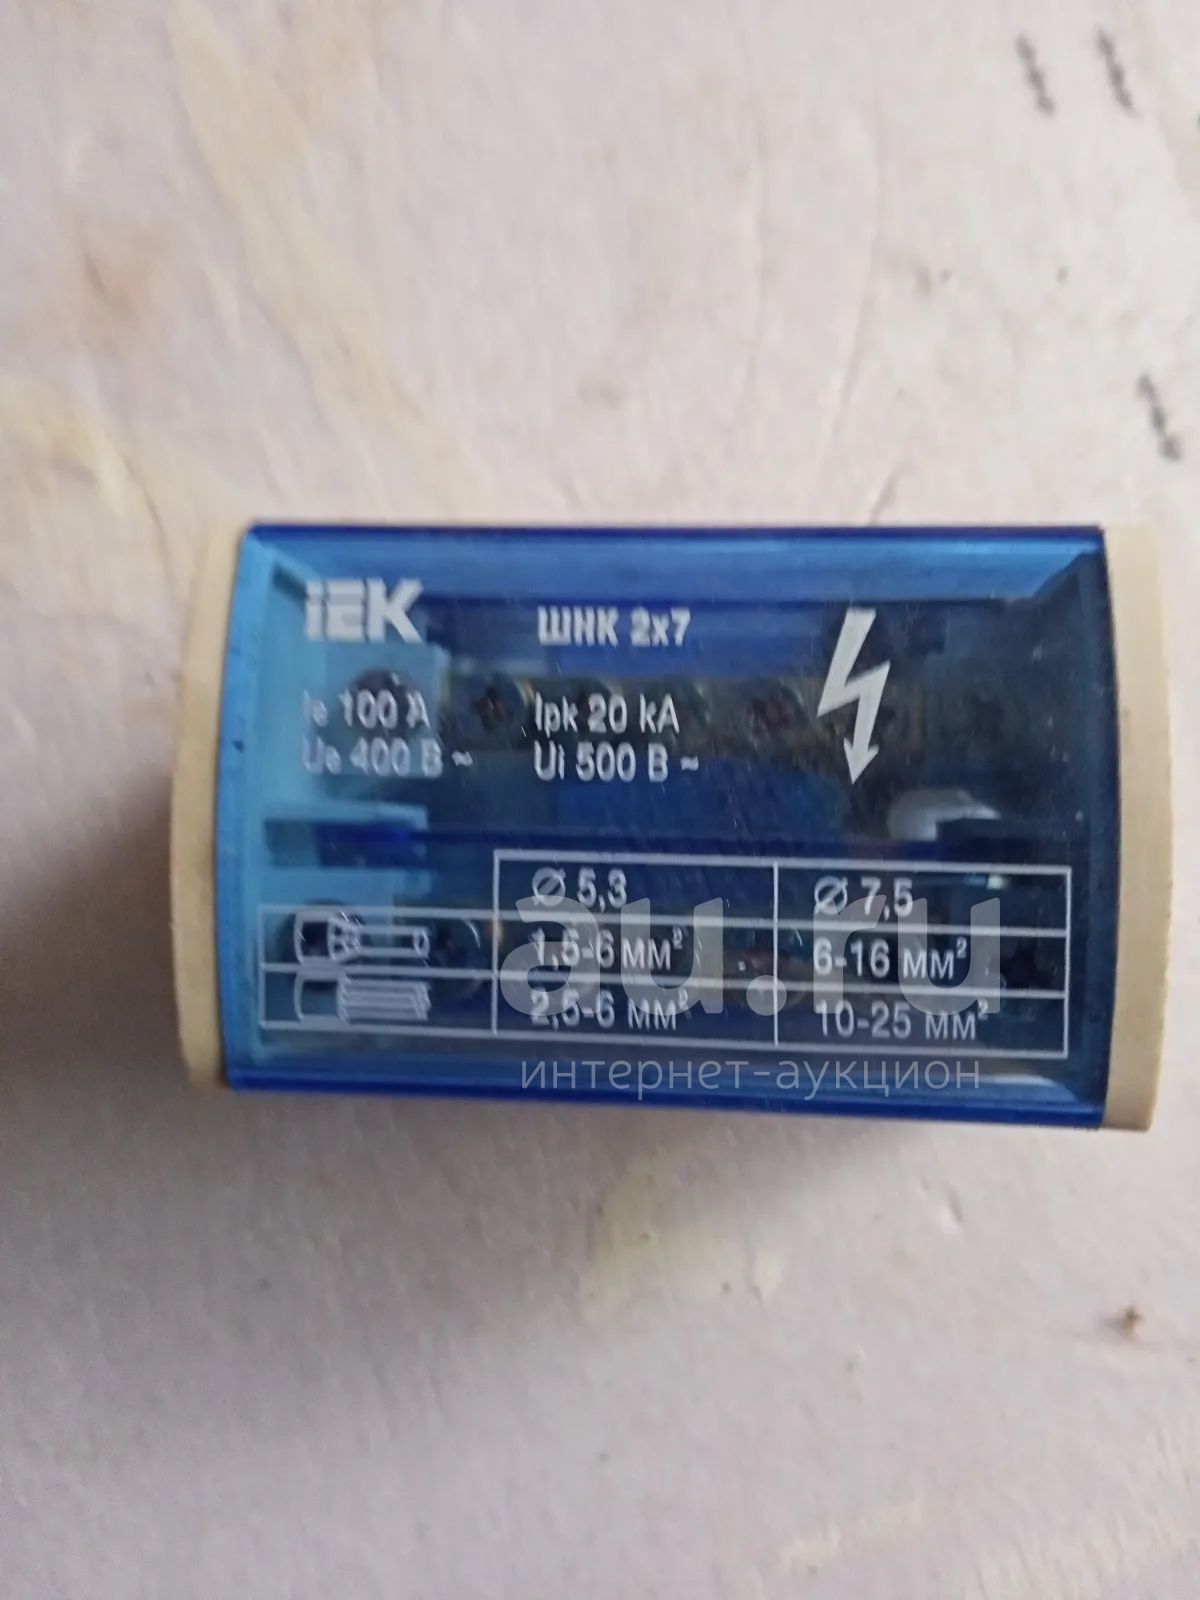 IEK
ШНК 2х7
Ie 100 А Ipk 20 kA
Ue 400 В ~ Ui 500 В ~
Ø 5,3 Ø 7,5
1,5-6 мм² 6-16 мм²
2,5-6 мм² 10-25 мм²
au.ru
интернет-аукцион